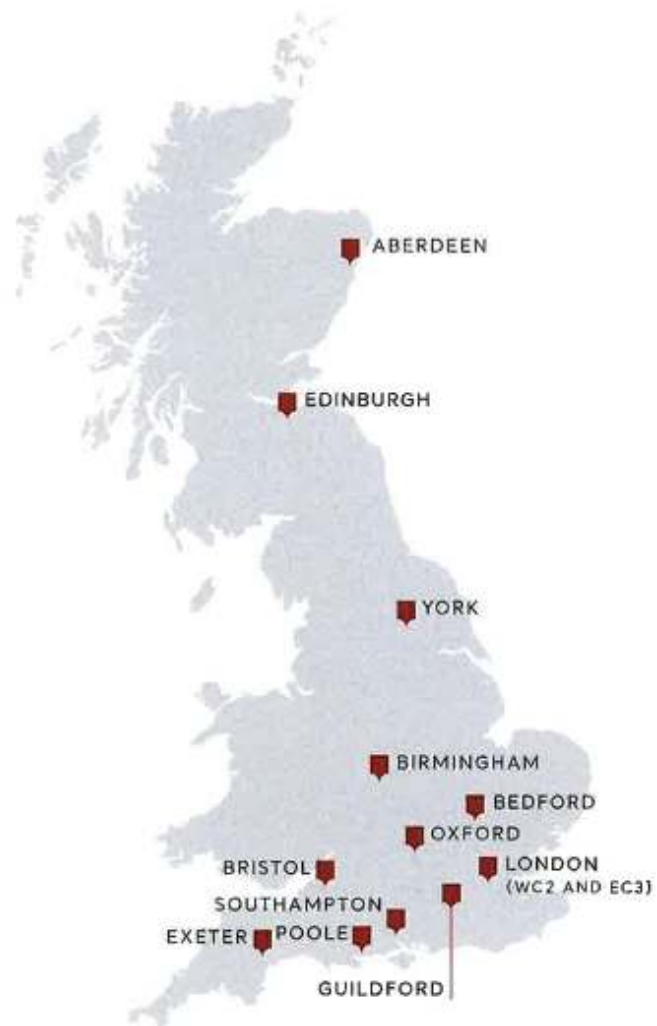 ABERDEEN
EDINBURGH
YORK
BIRMINGHAM
BEDFORD
OXFORD
BRISTOL
LONDON
(WC2 AND EC3)
SOUTHAMPTON
EXETER
POOLE
GUILDFORD